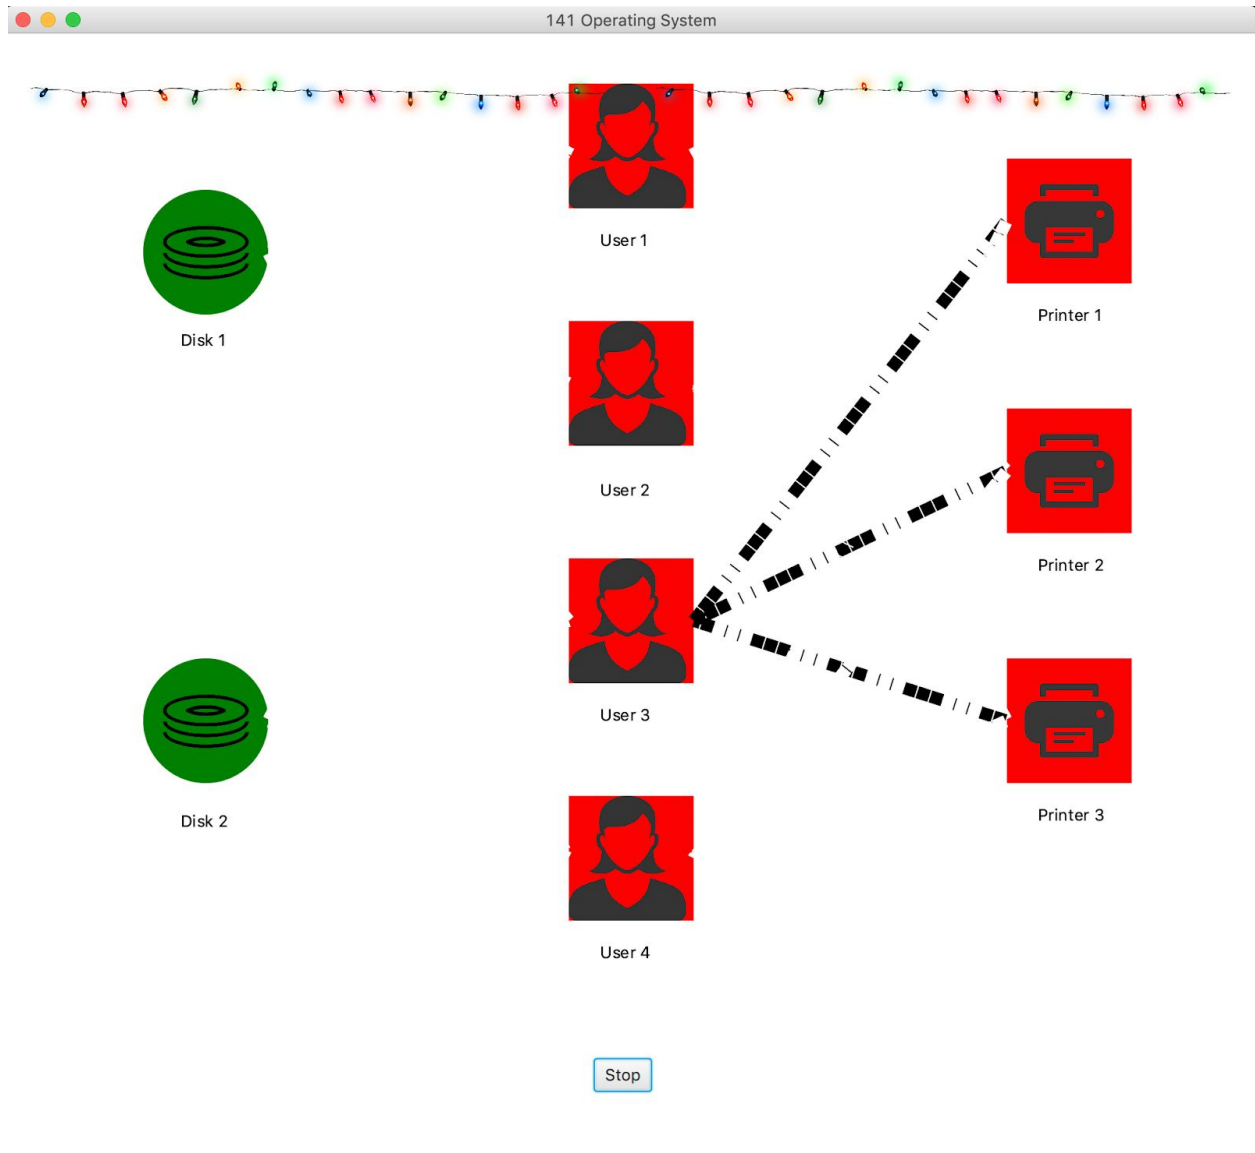 141 Operating System
User 1
Disk 1
Printer 1
User 2
Printer 2
User 3
Disk 2
Printer 3
User 4
Stop